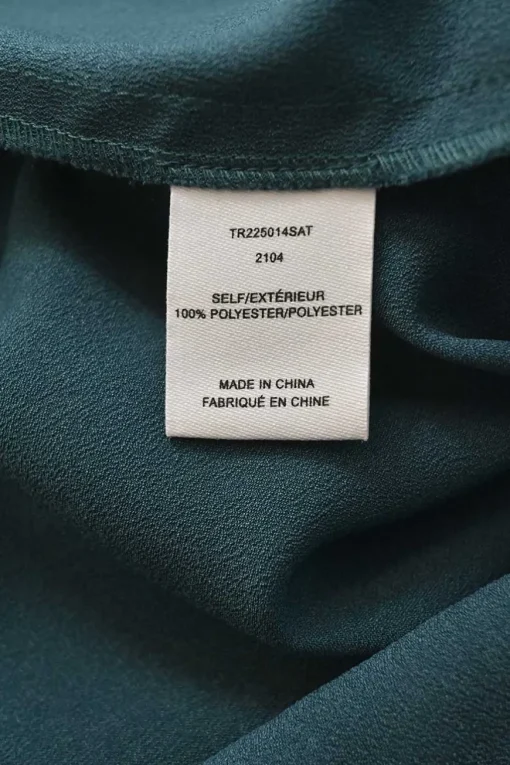 TR225014SAT
2104
SELF/EXTÉRIEUR
100% POLYESTER/POLYESTER
MADE IN CHINA
FABRIQUÉ EN CHINE